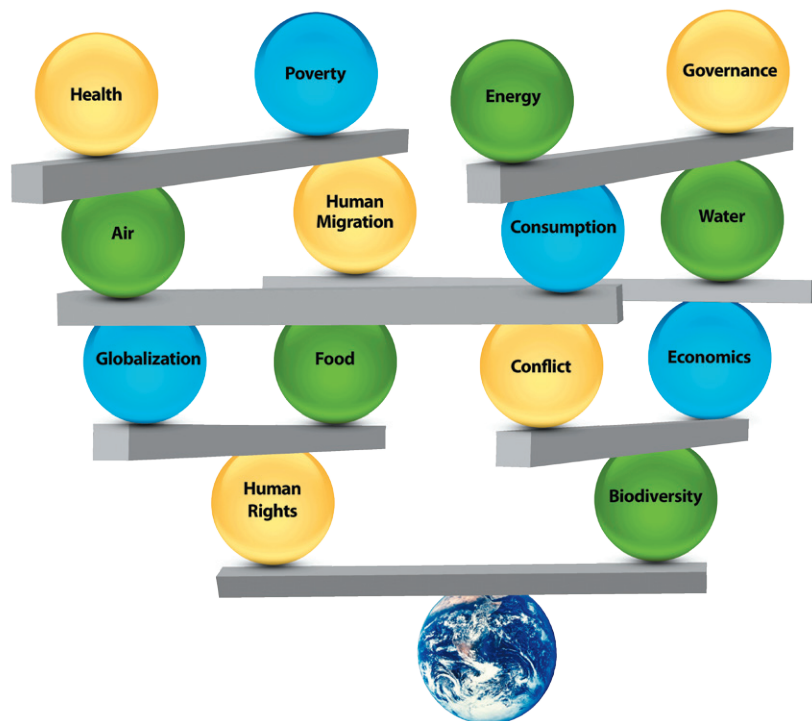 Health
Poverty
Energy
Governance
Air
Human
Migration
Consumption
Water
Globalization
Food
Conflict
Economics
Human
Rights
Biodiversity